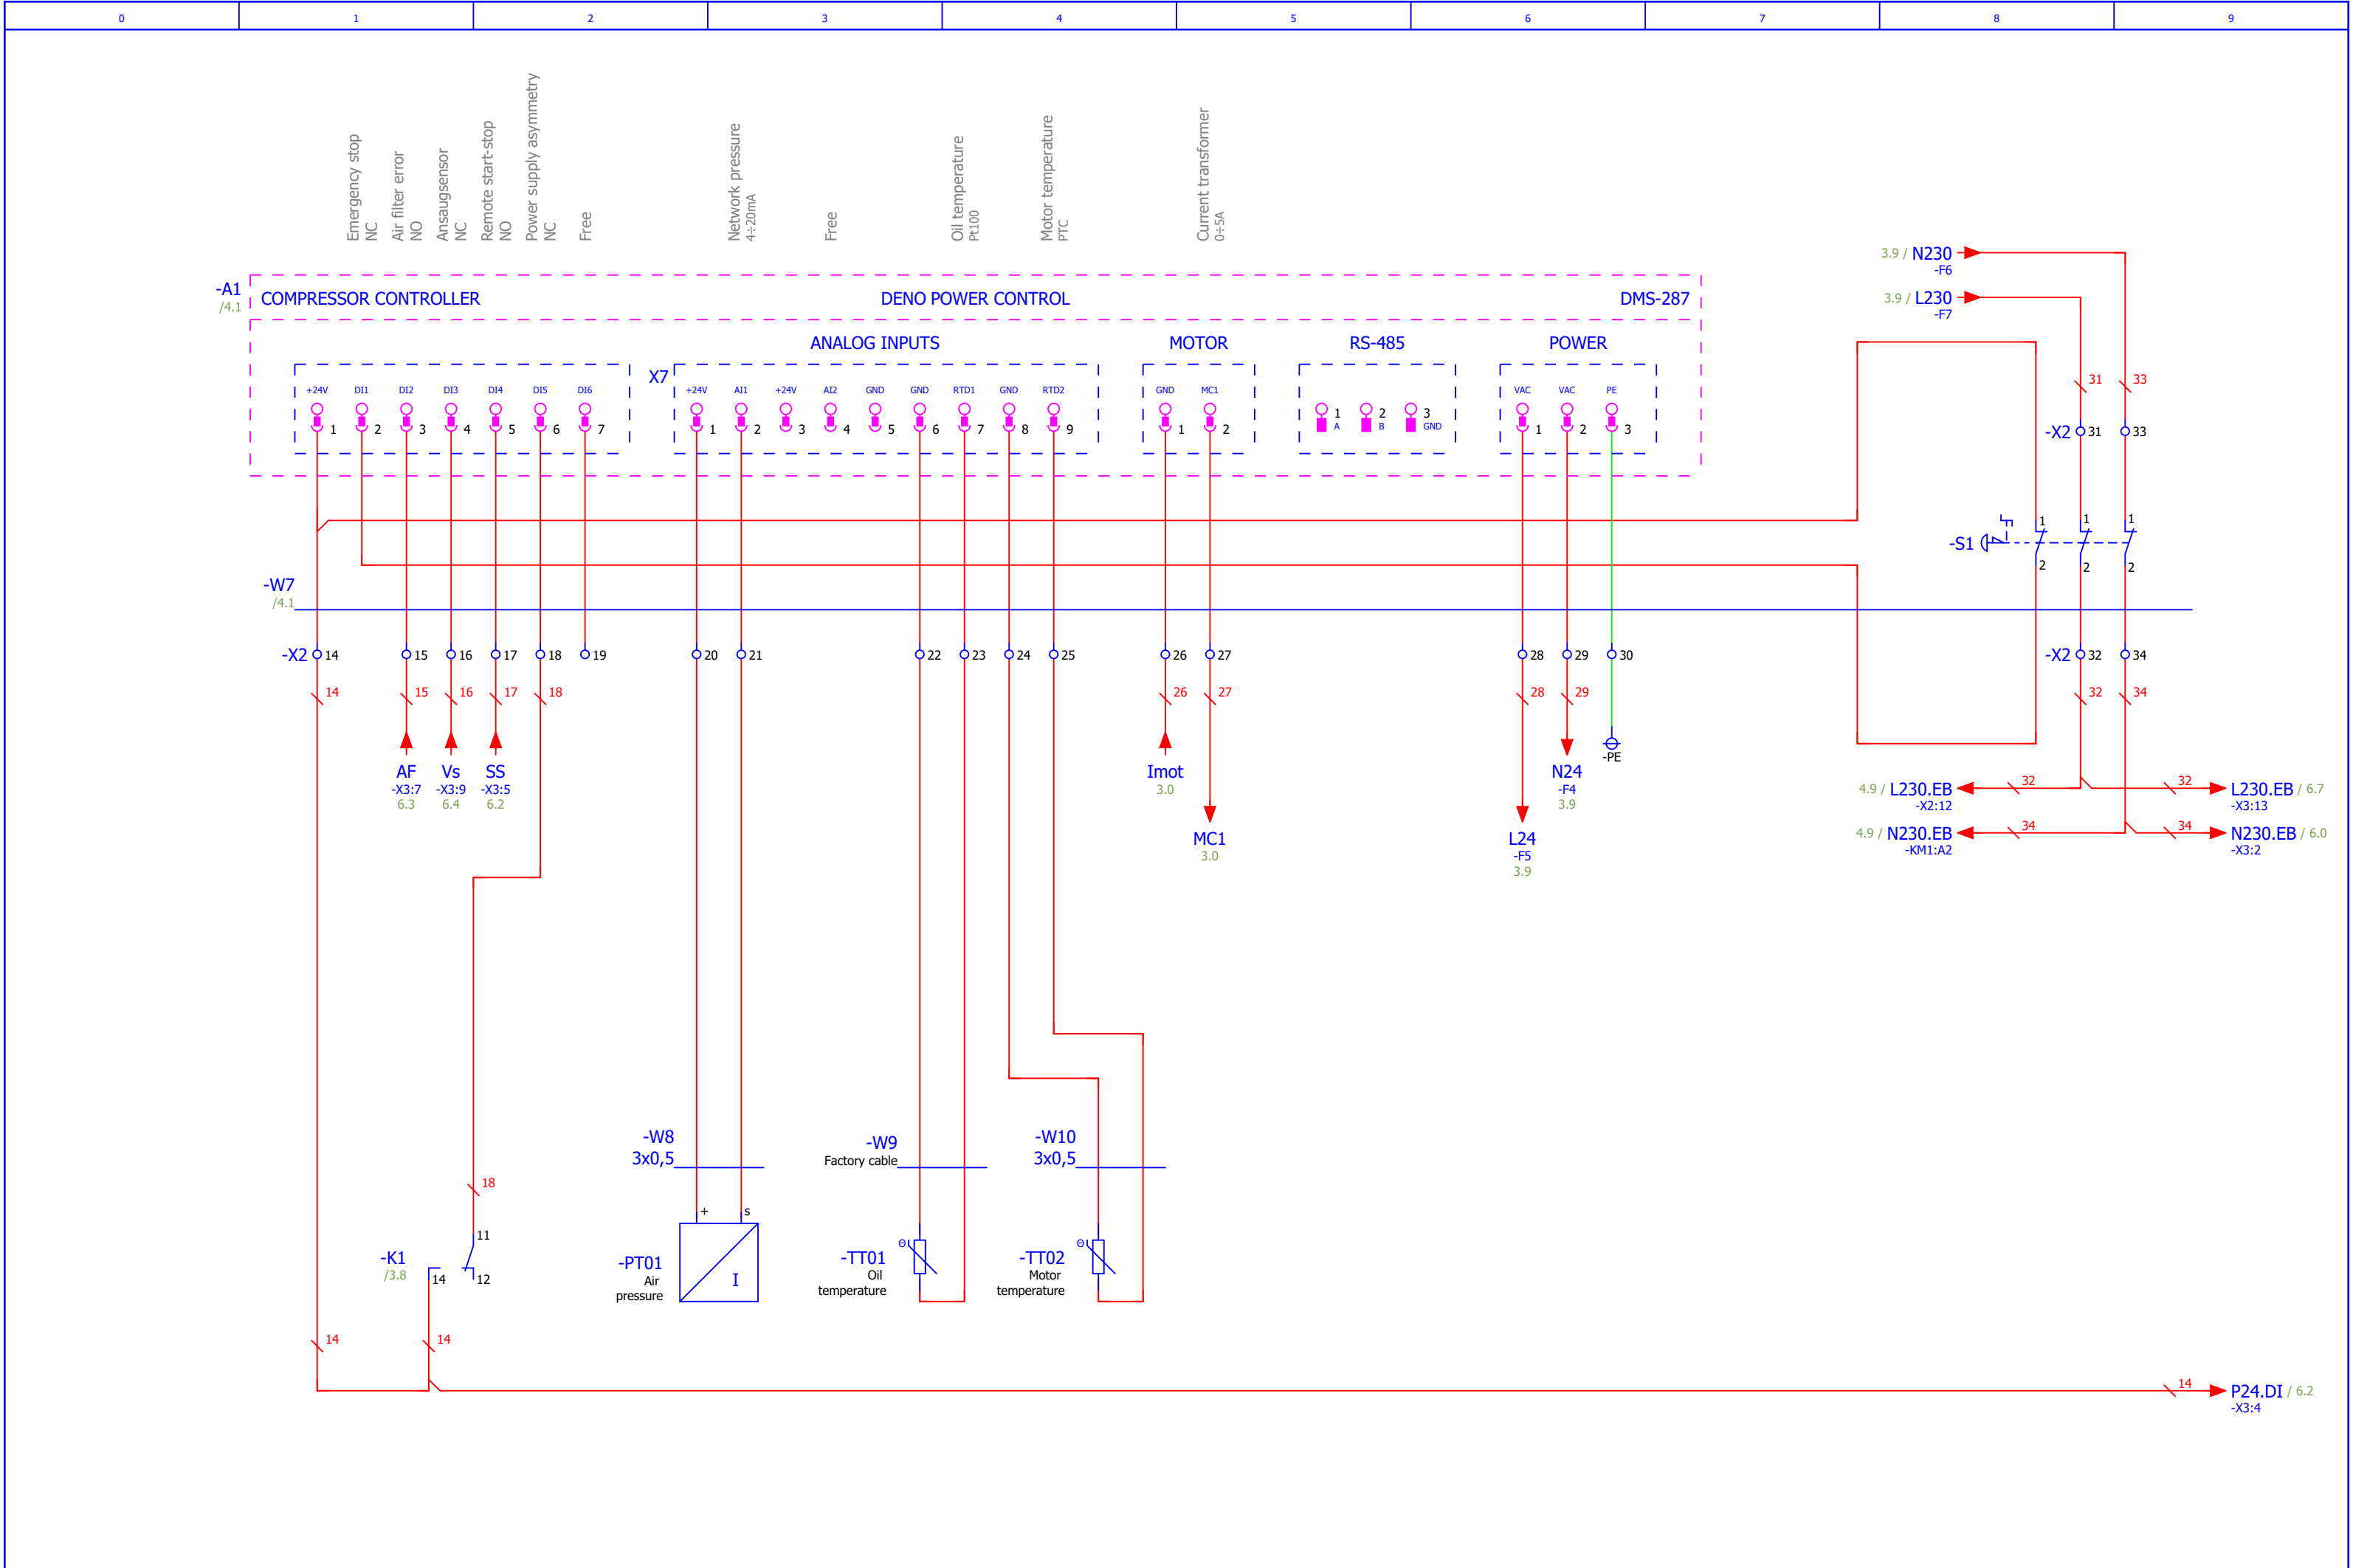 0 1 2 3 4 5 6 7 8 9
Emergency stop
NC
Air filter error
NO
Ansaugsensor
NC
Remote start-stop
NO
Power supply asymmetry
NC
Free
Network pressure
4÷20mA
Free
Oil temperature
Pt100
Motor temperature
PTC
Current transformer
0÷5A
3.9 / N230
-F6
3.9 / L230
-F7
-A1
/4.1
COMPRESSOR CONTROLLER DENO POWER CONTROL DMS-287
ANALOG INPUTS MOTOR RS-485 POWER
X7
+24V DI1 DI2 DI3 DI4 DI5 DI6
1 2 3 4 5 6 7
+24V AI1 +24V AI2 GND GND RTD1 GND RTD2
1 2 3 4 5 6 7 8 9
GND MC1
1 2
1 2 3
A B GND
VAC VAC PE
1 2 3
31 33
-X2 31 33
-S1
1 1 1
2 2 2
-W7
/4.1
-X2 14 15 16 17 18 19 20 21 22 23 24 25 26 27 28 29 30
-X2 32 34
14 15 16 17 18 26 27 28 29 32 34
AF Vs SS
-X3:7 -X3:9 -X3:5
6.3 6.4 6.2
Imot
3.0
MC1
3.0
L24
-F5
3.9
N24
-F4
3.9
-PE
4.9 / L230.EB
-X2:12
32 32
L230.EB / 6.7
-X3:13
4.9 / N230.EB
-KM1:A2
34 34
N230.EB / 6.0
-X3:2
-W8
3x0,5
-W9
Factory cable
-W10
3x0,5
18
11
-K1
/3.8
14 12
+ s
-PT01
Air
pressure
I
-TT01
Oil
temperature
Θ
-TT02
Motor
temperature
Θ
14 14
14
P24.DI / 6.2
-X3:4